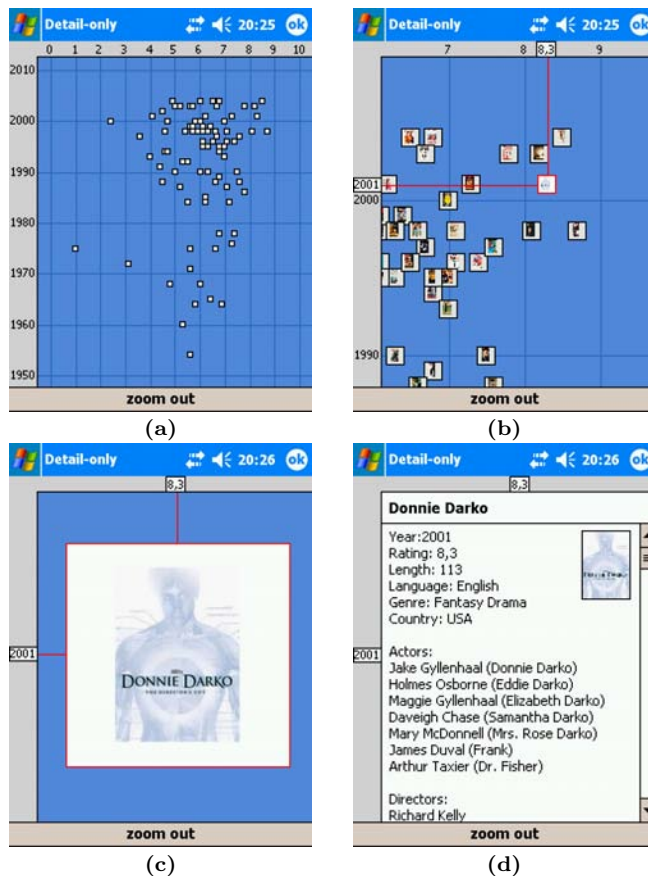 Detail-only 20:25 ok
0 1 2 3 4 5 6 7 8 9 10
2010
2000
1990
1980
1970
1960
1950
zoom out
(a)
Detail-only 20:25 ok
7 8 8,3 9
2001
2000
1990
zoom out
(b)
Detail-only 20:26 ok
8,3
2001
DONNIE DARKO
THE DIRECTOR'S CUT
zoom out
(c)
Detail-only 20:26 ok
8,3
Donnie Darko
Year:2001
Rating: 8,3
Length: 113
Language: English
Genre: Fantasy Drama
Country: USA
DONNIE DARKO
2001
Actors:
Jake Gyllenhaal (Donnie Darko)
Holmes Osborne (Eddie Darko)
Maggie Gyllenhaal (Elizabeth Darko)
Daveigh Chase (Samantha Darko)
Mary McDonnell (Mrs. Rose Darko)
James Duval (Frank)
Arthur Taxier (Dr. Fisher)
Directors:
Richard Kelly
zoom out
(d)